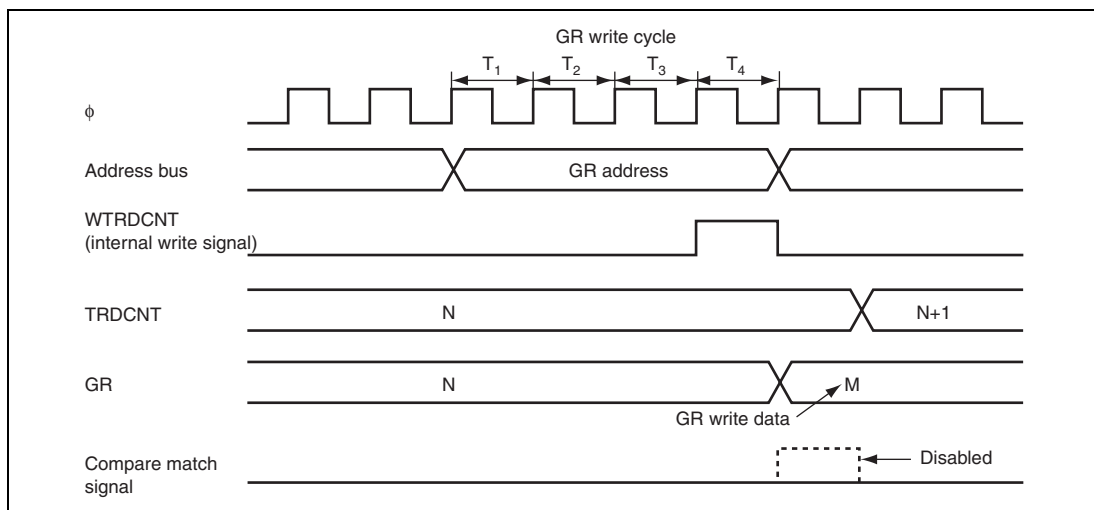 GR write cycle
T1 T2 T3 T4
ϕ
Address bus
GR address
WTRDCNT
(internal write signal)
TRDCNT
N
N+1
GR
N
M
GR write data
Compare match
signal
Disabled